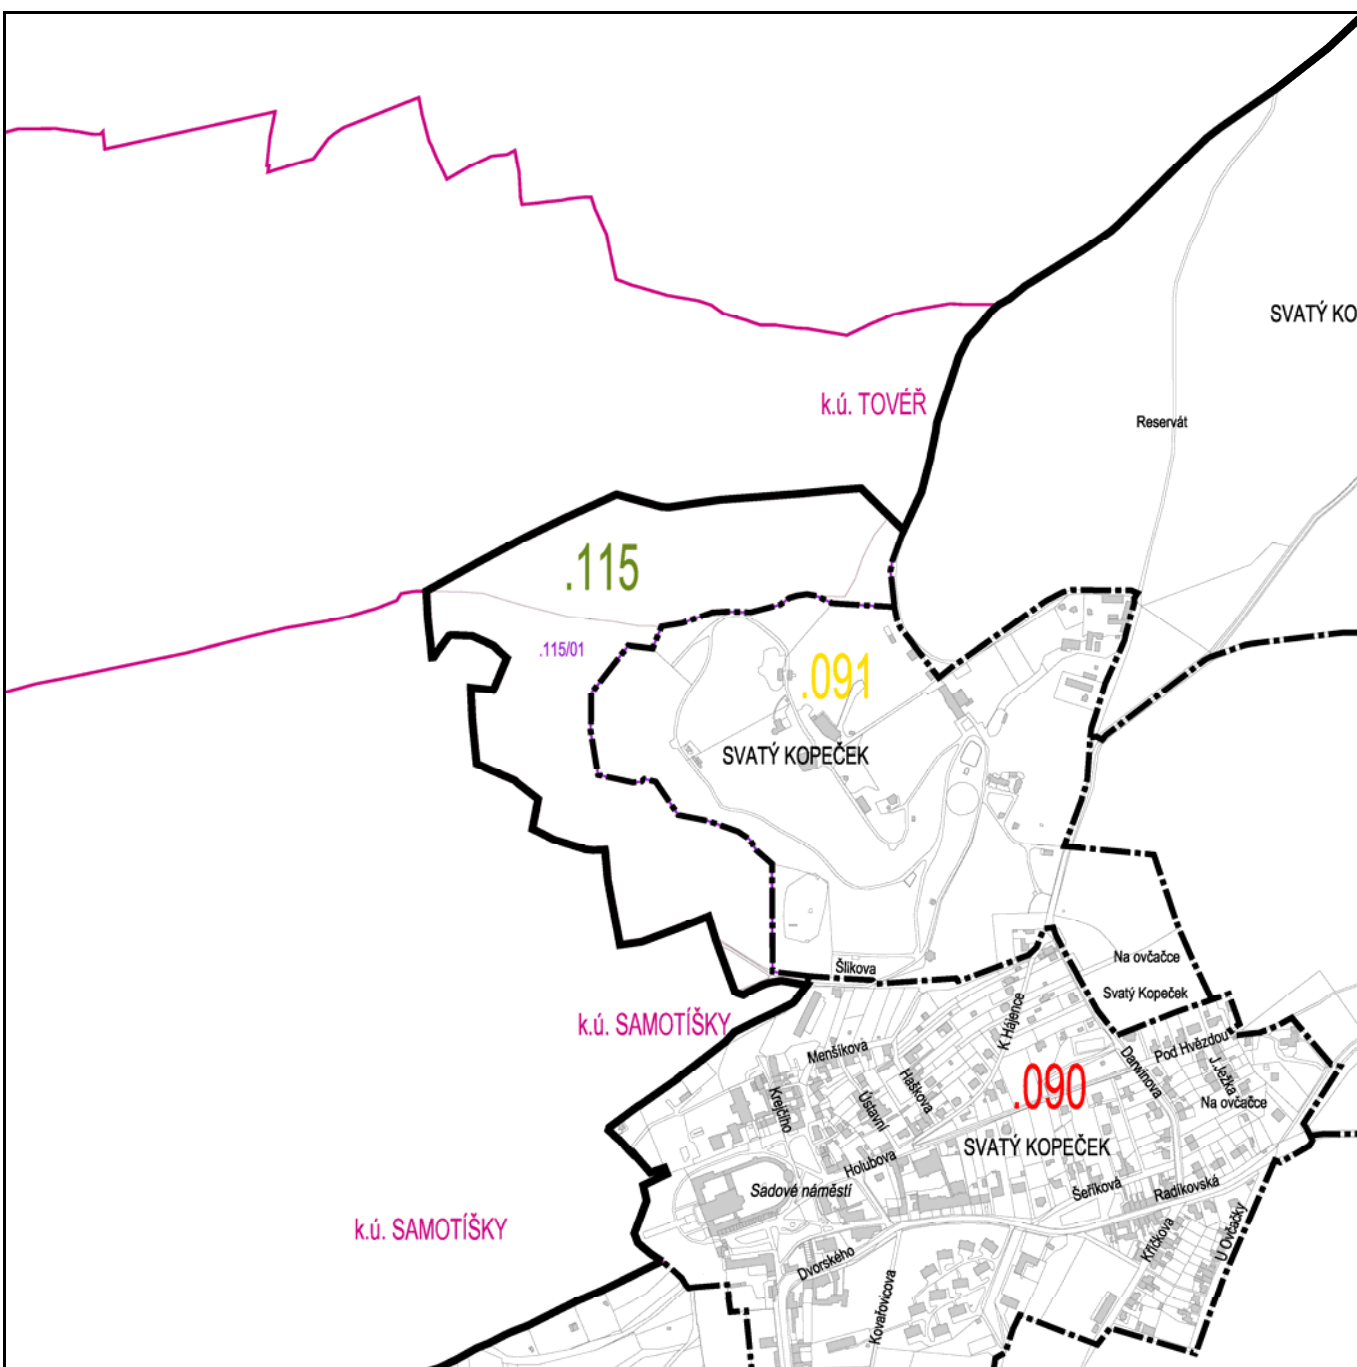 SVATÝ KO
k.ú. TOVÉŘ
Reservát
.115
.115/01
.091
SVATÝ KOPEČEK
Na ovčačce
Šlikova
Svatý Kopeček
K Hájence
k.ú. SAMOTÍŠKY
Menšíkova
Pod Hvězdou
Darwinova
J.Ježka
Haškova
.090
Krejčího
Ústavní
Na ovčačce
SVATÝ KOPEČEK
Holubova
Sadové náměstí
Šeříková
Radíkovská
k.ú. SAMOTÍŠKY
Křičkova
U Ovčačky
Dvorského
Kovařovicova